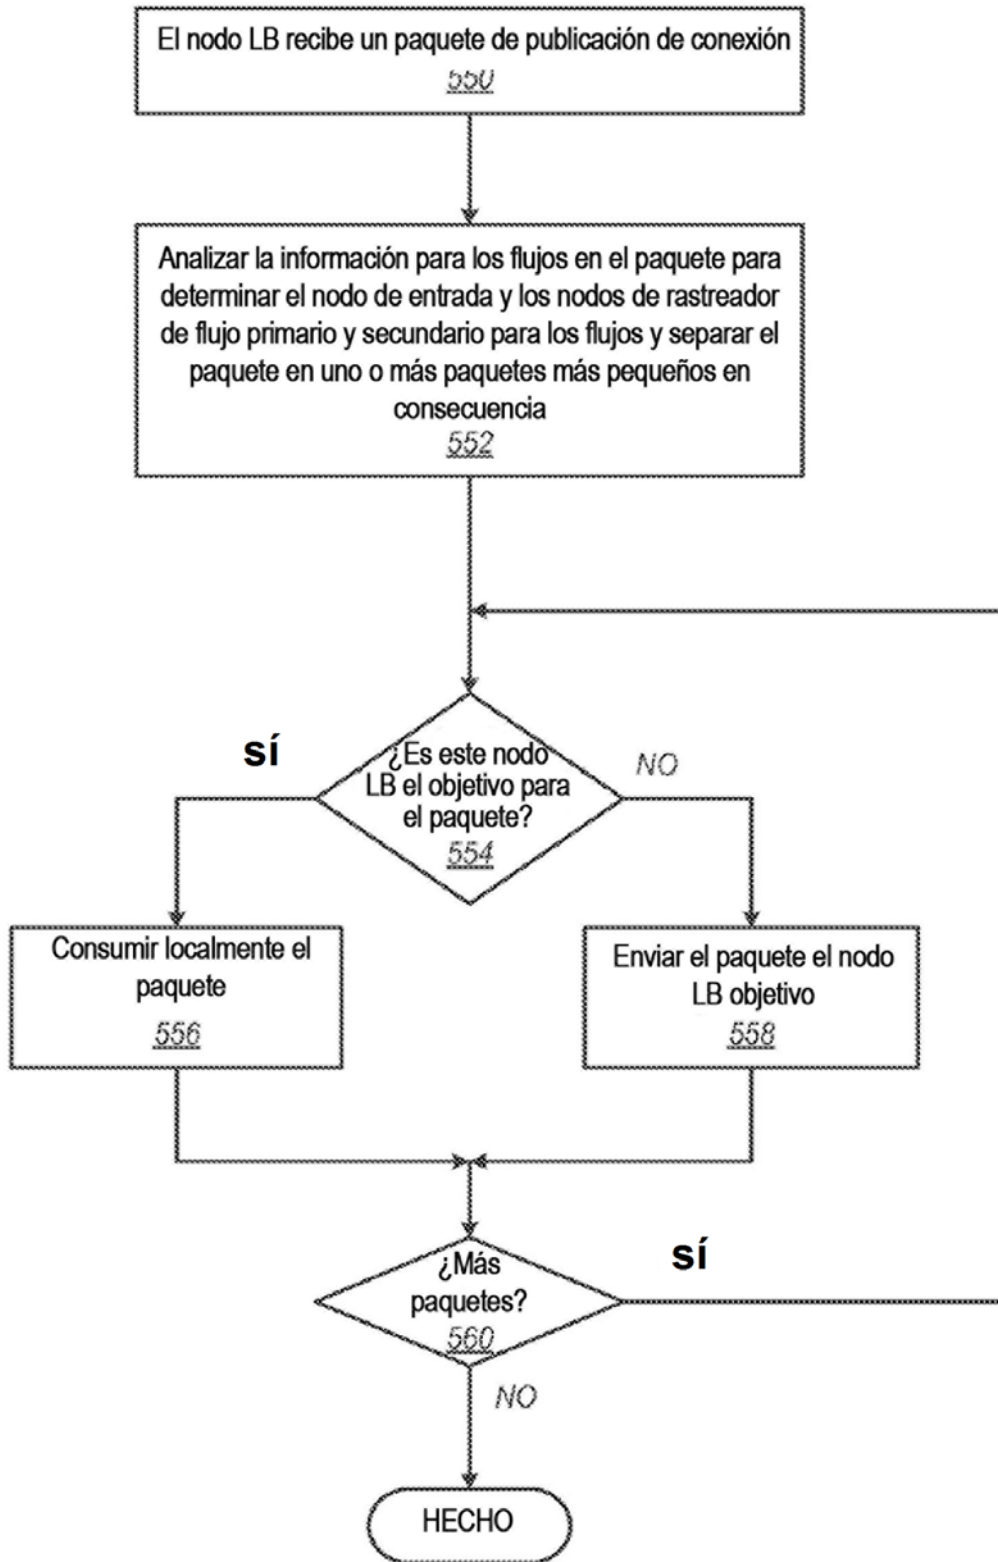 El nodo LB recibe un paquete de publicación de conexión
550
Analizar la información para los flujos en el paquete para
determinar el nodo de entrada y los nodos de rastreador
de flujo primario y secundario para los flujos y separar el
paquete en uno o más paquetes más pequeños en
consecuencia
552
sí
¿Es este nodo
LB el objetivo para
el paquete?
554
NO
Consumir localmente el
paquete
556
Enviar el paquete el nodo
LB objetivo
558
¿Más
paquetes?
560
sí
NO
HECHO